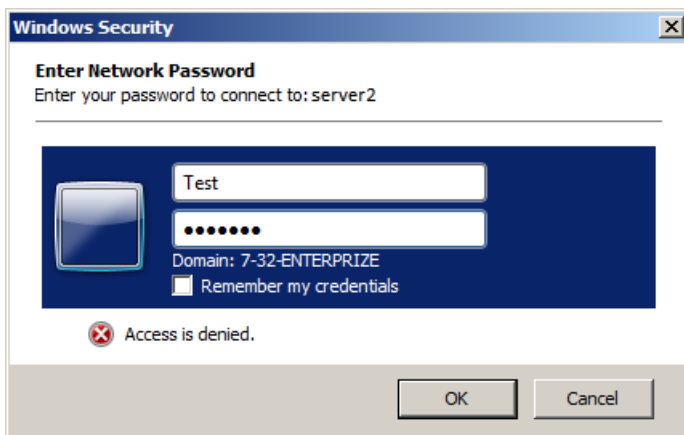 Windows Security
Enter Network Password
Enter your password to connect to: server2
Test
•••••••
Domain: 7-32-ENTERPRIZE
Remember my credentials
Access is denied.
OK
Cancel